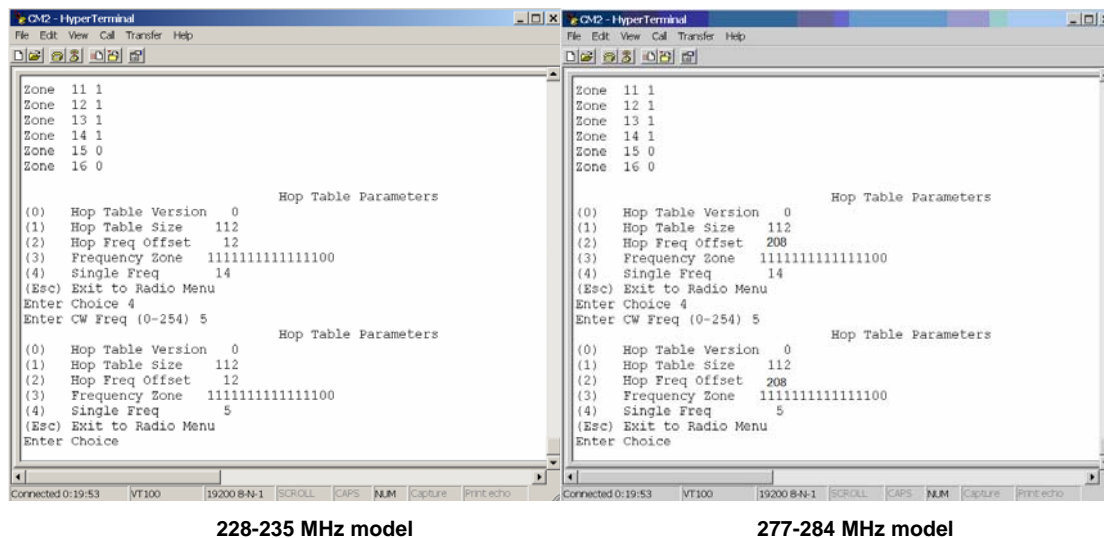 CM2 - HyperTerminal
File Edit View Call Transfer Help
Zone 11 1
Zone 12 1
Zone 13 1
Zone 14 1
Zone 15 0
Zone 16 0
Hop Table Parameters
(0) Hop Table Version 0
(1) Hop Table Size 112
(2) Hop Freq Offset 12
(3) Frequency Zone 1111111111111100
(4) Single Freq 14
(Esc) Exit to Radio Menu
Enter Choice 4
Enter CW Freq (0-254) 5
Hop Table Parameters
(0) Hop Table Version 0
(1) Hop Table Size 112
(2) Hop Freq Offset 12
(3) Frequency Zone 1111111111111100
(4) Single Freq 5
(Esc) Exit to Radio Menu
Enter Choice
Connected 0:19:53 VT100 19200 8-N-1 SCROLL CAPS NUM Capture Print echo
228-235 MHz model
CM2 - HyperTerminal
File Edit View Call Transfer Help
Zone 11 1
Zone 12 1
Zone 13 1
Zone 14 1
Zone 15 0
Zone 16 0
Hop Table Parameters
(0) Hop Table Version 0
(1) Hop Table Size 112
(2) Hop Freq Offset 208
(3) Frequency Zone 1111111111111100
(4) Single Freq 14
(Esc) Exit to Radio Menu
Enter Choice 4
Enter CW Freq (0-254) 5
Hop Table Parameters
(0) Hop Table Version 0
(1) Hop Table Size 112
(2) Hop Freq Offset 208
(3) Frequency Zone 1111111111111100
(4) Single Freq 5
(Esc) Exit to Radio Menu
Enter Choice
Connected 0:19:53 VT100 19200 8-N-1 SCROLL CAPS NUM Capture Print echo
277-284 MHz model